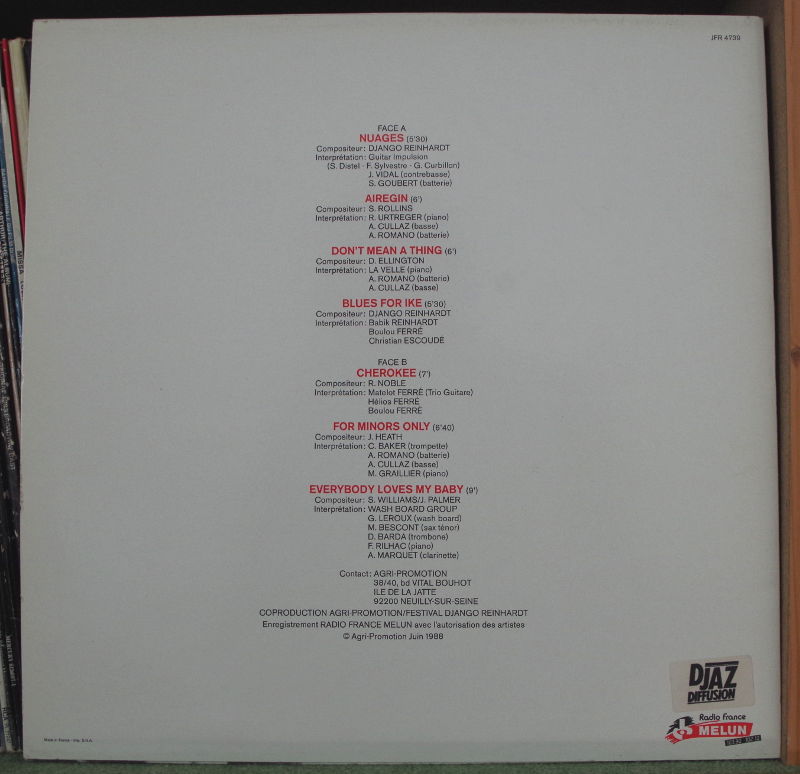 JFR 4739
FACE A
NUAGES (5'30)
Compositeur: DJANGO REINHARDT
Interprétation: Guitar Impulsion
(S. Distel - F. Sylvestre - G. Curbillon)
J. VIDAL (contrebasse)
S. GOUBERT (batterie)
AIREGIN (6')
Compositeur: S. ROLLINS
Interprétation: R. URTREGER (piano)
A. CULLAZ (basse)
A. ROMANO (batterie)
DON'T MEAN A THING (6')
Compositeur: D. ELLINGTON
Interprétation: LA VELLE (piano)
A. ROMANO (batterie)
A. CULLAZ (basse)
BLUES FOR IKE (5'30)
Compositeur: DJANGO REINHARDT
Interprétation: Babik REINHARDT
Boulou FERRÉ
Christian ESCOUDÉ
FACE B
CHEROKEE (7')
Compositeur: R. NOBLE
Interprétation: Matelot FERRÉ (Trio Guitare)
Hélios FERRÉ
Boulou FERRÉ
FOR MINORS ONLY (6'40)
Compositeur: J. HEATH
Interprétation: C. BAKER (trompette)
A. ROMANO (batterie)
A. CULLAZ (basse)
M. GRAILLIER (piano)
EVERYBODY LOVES MY BABY (9')
Compositeur: S. WILLIAMS/J. PALMER
Interprétation: WASH BOARD GROUP
G. LEROUX (wash board)
M. BESCONT (sax ténor)
D. BARDA (trombone)
F. RILHAC (piano)
A. MARQUET (clarinette)
Contact: AGRI-PROMOTION
38/40, bd VITAL BOUHOT
ILE DE LA JATTE
92200 NEUILLY-SUR-SEINE
COPRODUCTION AGRI-PROMOTION/FESTIVAL DJANGO REINHARDT
Enregistrement RADIO FRANCE MELUN avec l'autorisation des artistes
© Agri-Promotion Juin 1988
DJAZ
DIFFUSION
Radio France
MELUN
Made in France